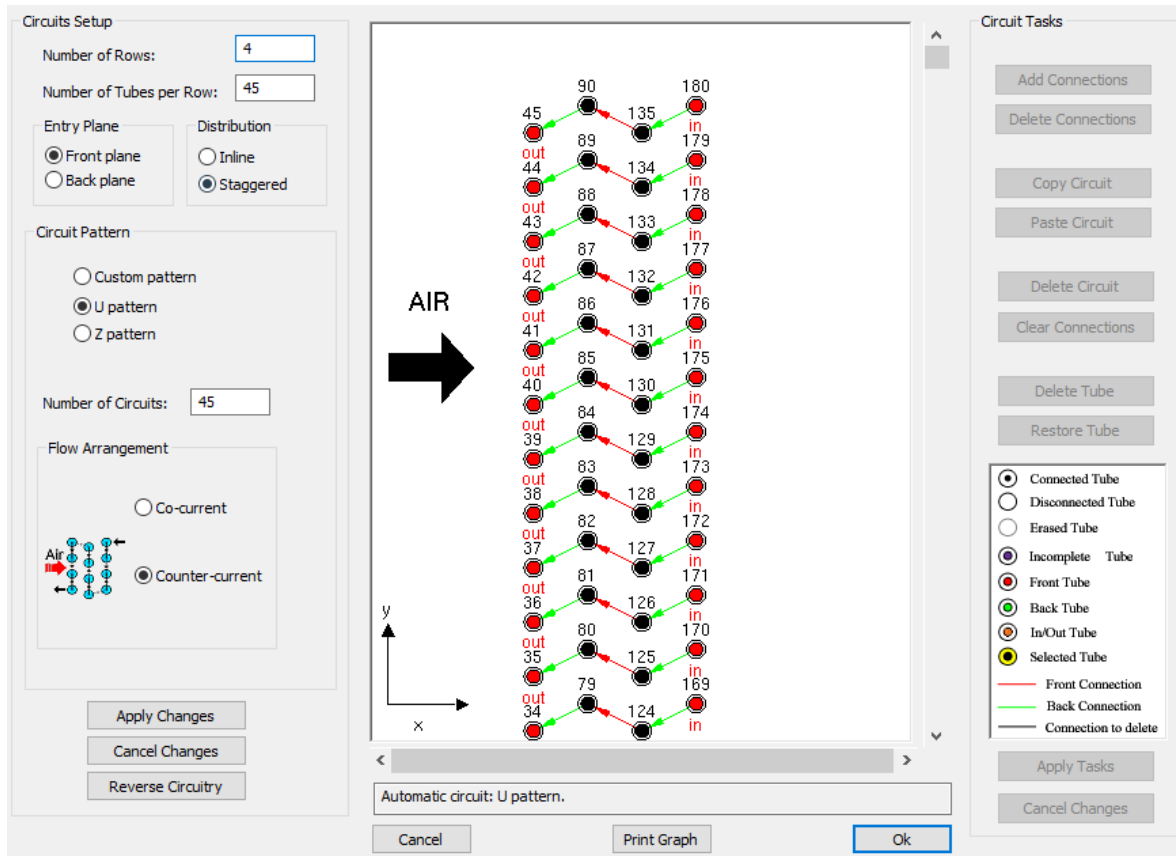 Circuits Setup
Number of Rows: 4
Number of Tubes per Row: 45
Entry Plane
Front plane
Back plane
Distribution
Inline
Staggered
Circuit Pattern
Custom pattern
U pattern
Z pattern
Number of Circuits: 45
Flow Arrangement
Co-current
Air
Counter-current
Apply Changes
Cancel Changes
Reverse Circuitry
AIR
y
x
90 180
45 135
in
out 89 179
44 134
in
out 88 178
43 133
in
out 87 177
42 132
in
out 86 176
41 131
in
out 85 175
40 130
in
out 84 174
39 129
in
out 83 173
38 128
in
out 82 172
37 127
in
out 81 171
36 126
in
out 80 170
35 125
in
out 79 169
34 124
in
Automatic circuit: U pattern.
Cancel
Print Graph
Ok
Circuit Tasks
Add Connections
Delete Connections
Copy Circuit
Paste Circuit
Delete Circuit
Clear Connections
Delete Tube
Restore Tube
Connected Tube
Disconnected Tube
Erased Tube
Incomplete Tube
Front Tube
Back Tube
In/Out Tube
Selected Tube
Front Connection
Back Connection
Connection to delete
Apply Tasks
Cancel Changes